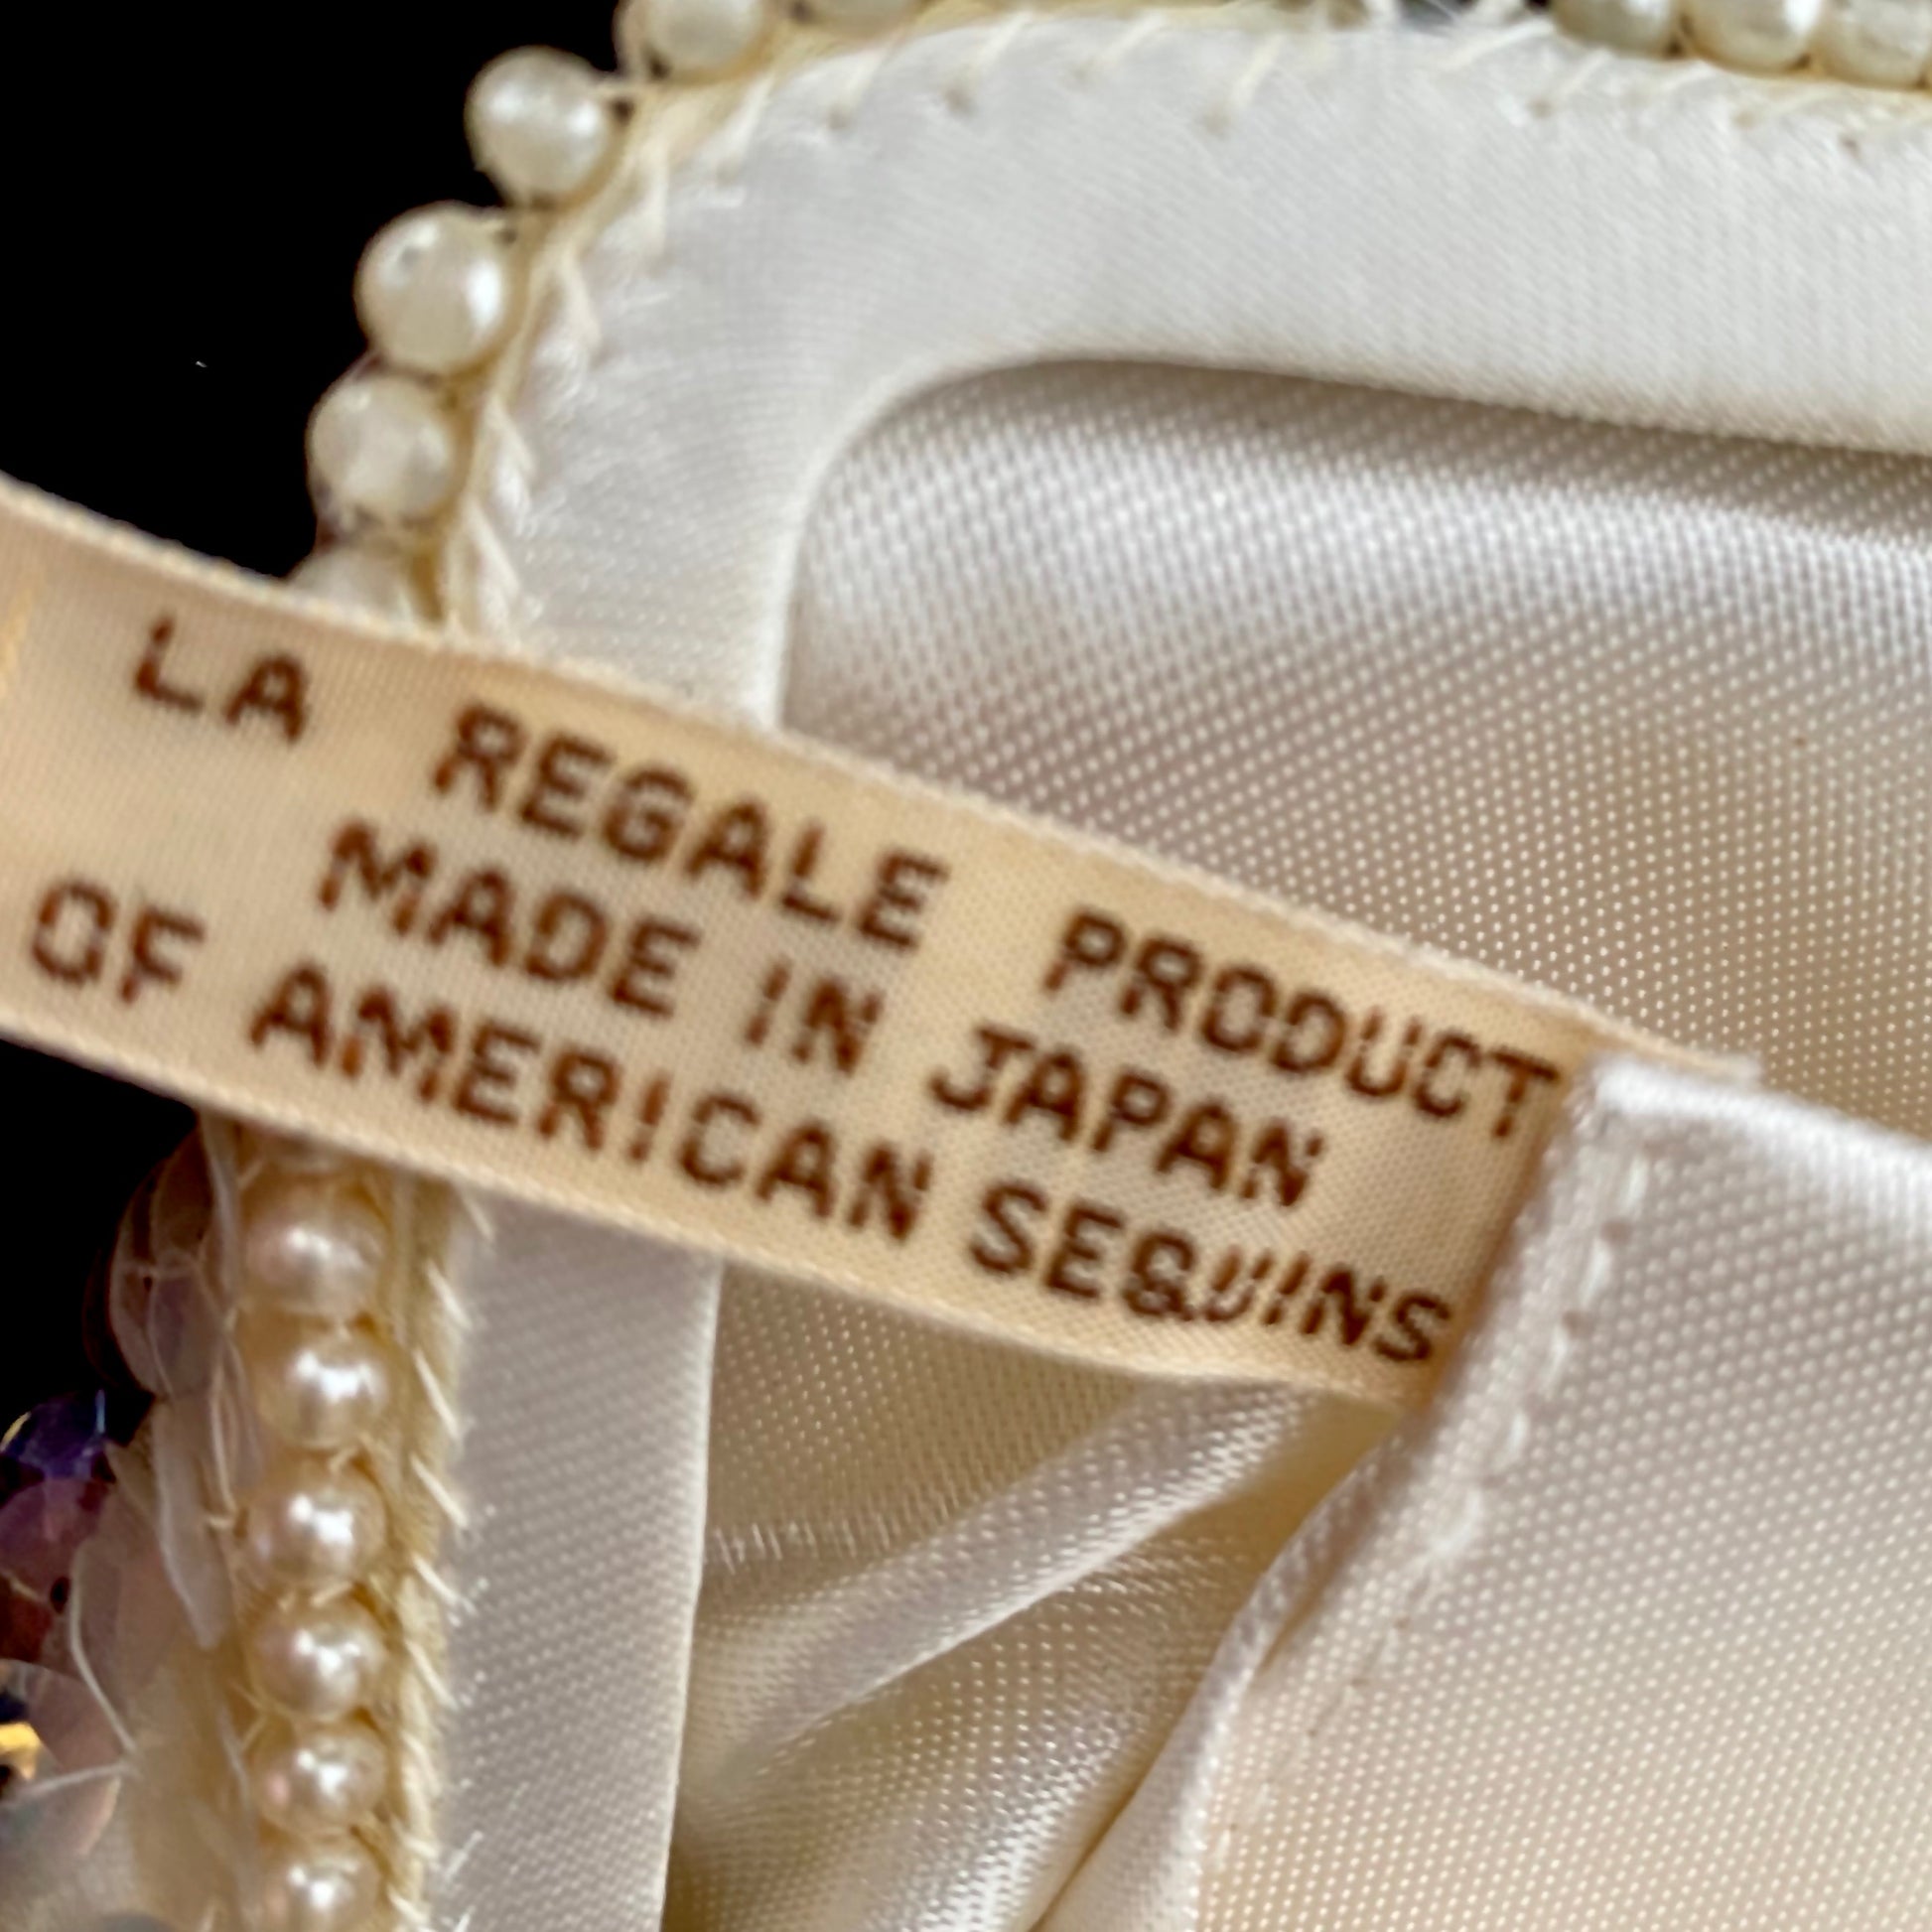 LA REGALE PRODUCT
MADE IN JAPAN
OF AMERICAN SEQUINS